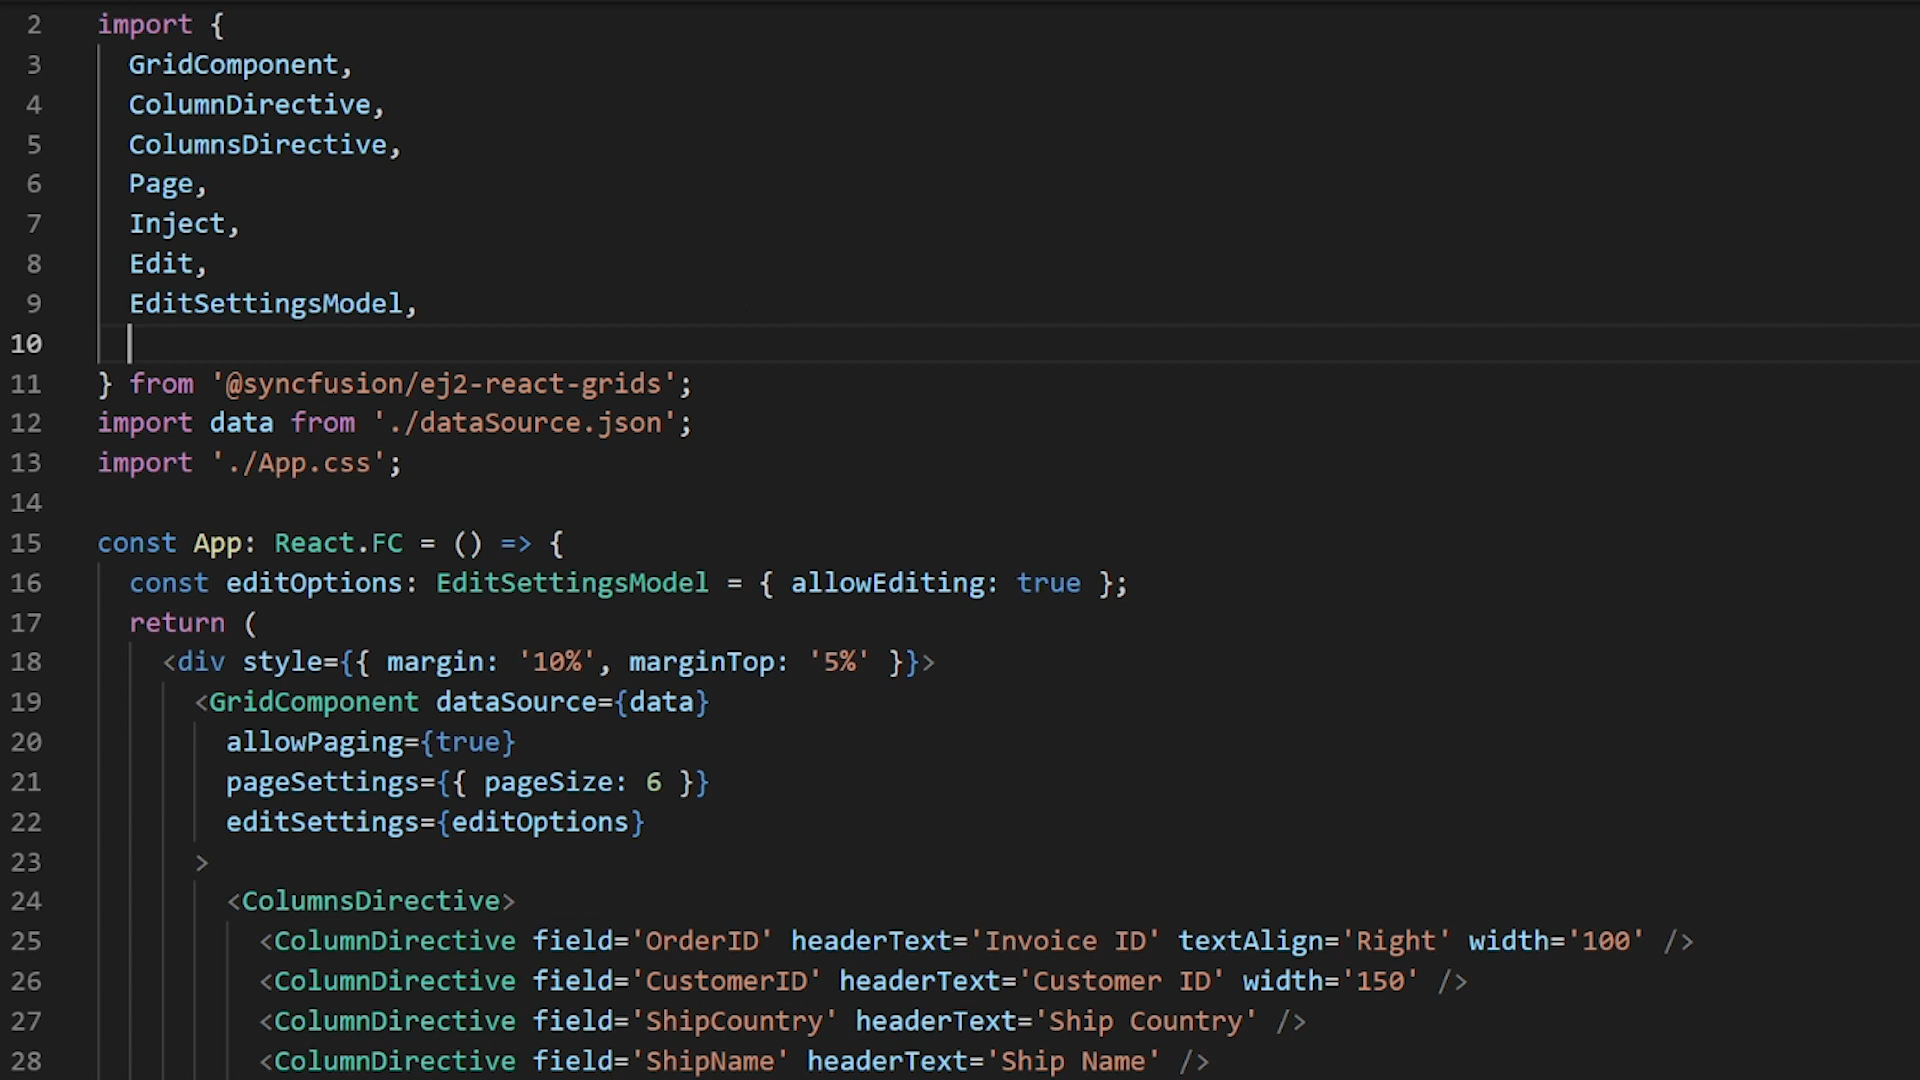 2 import {
3 GridComponent,
4 ColumnDirective,
5 ColumnsDirective,
6 Page,
7 Inject,
8 Edit,
9 EditSettingsModel,
10
11 } from '@syncfusion/ej2-react-grids';
12 import data from './dataSource.json';
13 import './App.css';
14
15 const App: React.FC = () => {
16 const editOptions: EditSettingsModel = { allowEditing: true };
17 return (
18 <div style={{ margin: '10%', marginTop: '5%' }}>
19 <GridComponent dataSource={data}
20 allowPaging={true}
21 pageSettings={{ pageSize: 6 }}
22 editSettings={editOptions}
23 >
24 <ColumnsDirective>
25 <ColumnDirective field='OrderID' headerText='Invoice ID' textAlign='Right' width='100' />
26 <ColumnDirective field='CustomerID' headerText='Customer ID' width='150' />
27 <ColumnDirective field='ShipCountry' headerText='Ship Country' />
28 <ColumnDirective field='ShipName' headerText='Ship Name' />